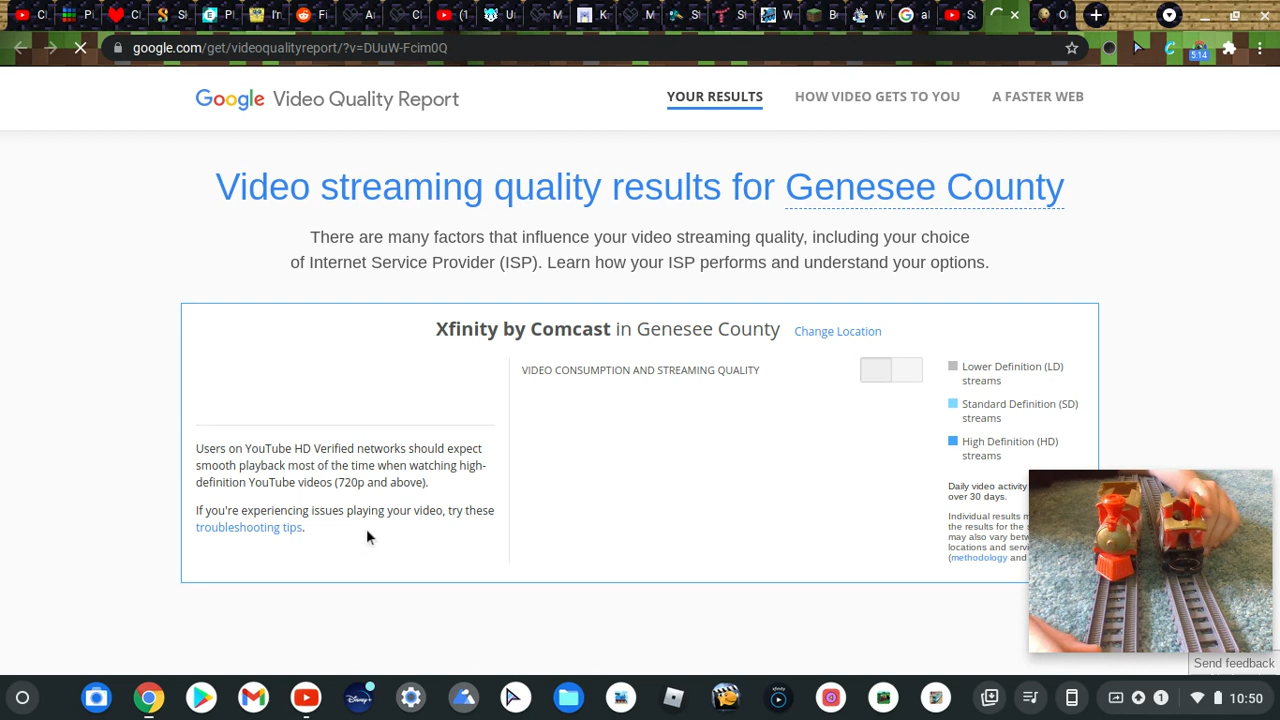 google.com/get/videoqualityreport/?v=DUuW-Fcim0Q
5:14
Google Video Quality Report
YOUR RESULTS
HOW VIDEO GETS TO YOU
A FASTER WEB
Video streaming quality results for Genesee County
There are many factors that influence your video streaming quality, including your choice
of Internet Service Provider (ISP). Learn how your ISP performs and understand your options.
Xfinity by Comcast in Genesee County Change Location
VIDEO CONSUMPTION AND STREAMING QUALITY
Lower Definition (LD)
streams
Standard Definition (SD)
streams
High Definition (HD)
streams
Users on YouTube HD Verified networks should expect
smooth playback most of the time when watching high-
definition YouTube videos (720p and above).
If you're experiencing issues playing your video, try these
troubleshooting tips.
Daily video activity
over 30 days.
Individual results
the results for the
may also vary
locations and
(methodology and
Send feedback
Disney+
xfinity
1
10:50